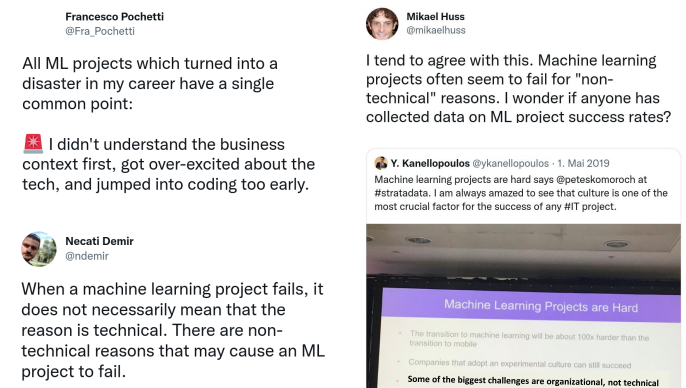 Francesco Pochetti
@Fra_Pochetti
All ML projects which turned into a
disaster in my career have a single
common point:
🚨 I didn't understand the business
context first, got over-excited about the
tech, and jumped into coding too early.
Necati Demir
@ndemir
When a machine learning project fails, it
does not necessarily mean that the
reason is technical. There are non-
technical reasons that may cause an ML
project to fail.
Mikael Huss
@mikaelhuss
I tend to agree with this. Machine learning
projects often seem to fail for "non-
technical" reasons. I wonder if anyone has
collected data on ML project success rates?
Y. Kanellopoulos @ykanellopoulos · 1. Mai 2019
Machine learning projects are hard says @peteskomoroch at
#stratadata. I am always amazed to see that culture is one of the
most crucial factor for the success of any #IT project.
Machine Learning Projects are Hard
The transition to machine learning will be about 100x harder than the
transition to mobile
Companies that adopt an experimental culture can still succeed
Some of the biggest challenges are organizational, not technical